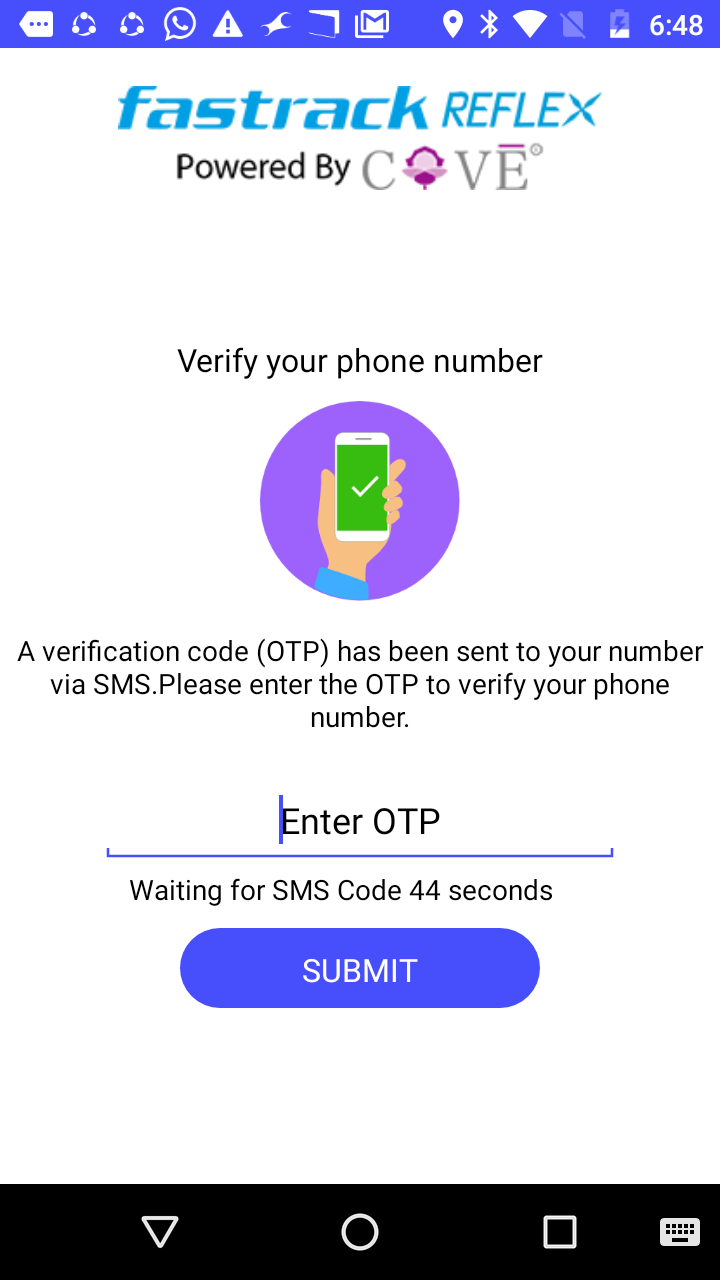 6:48
fastrack REFLEX
Powered By COVE®
Verify your phone number
A verification code (OTP) has been sent to your number
via SMS.Please enter the OTP to verify your phone
number.
Enter OTP
Waiting for SMS Code 44 seconds
SUBMIT